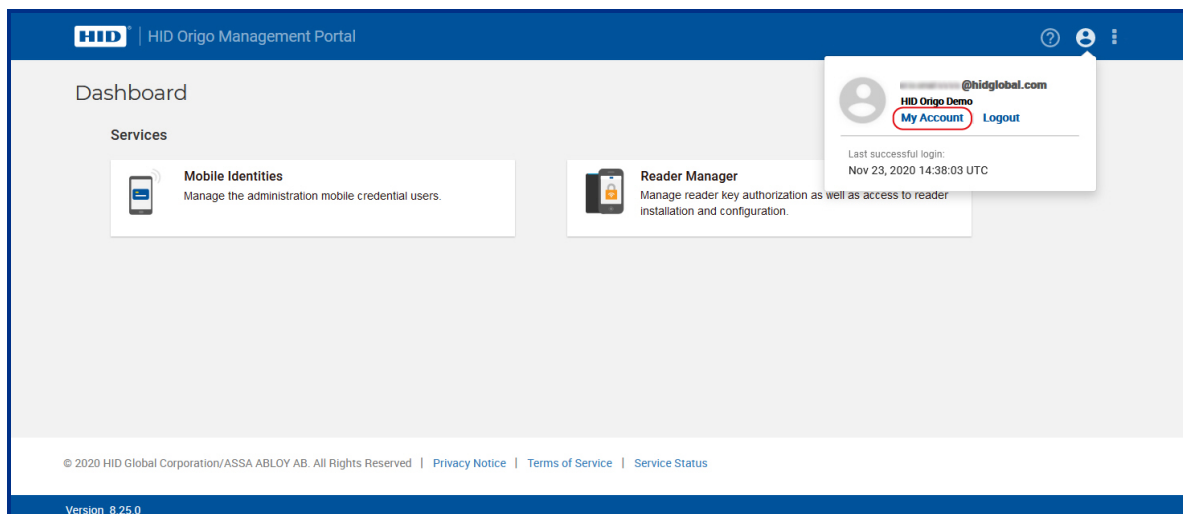 HID | HID Origo Management Portal
Dashboard
@hidglobal.com
HID Origo Demo
My Account Logout
Last successful login:
Nov 23, 2020 14:38:03 UTC
Services
Mobile Identities
Manage the administration mobile credential users.
Reader Manager
Manage reader key authorization as well as access to reader
installation and configuration.
© 2020 HID Global Corporation/ASSA ABLOY AB. All Rights Reserved | Privacy Notice | Terms of Service | Service Status
Version 8.25.0